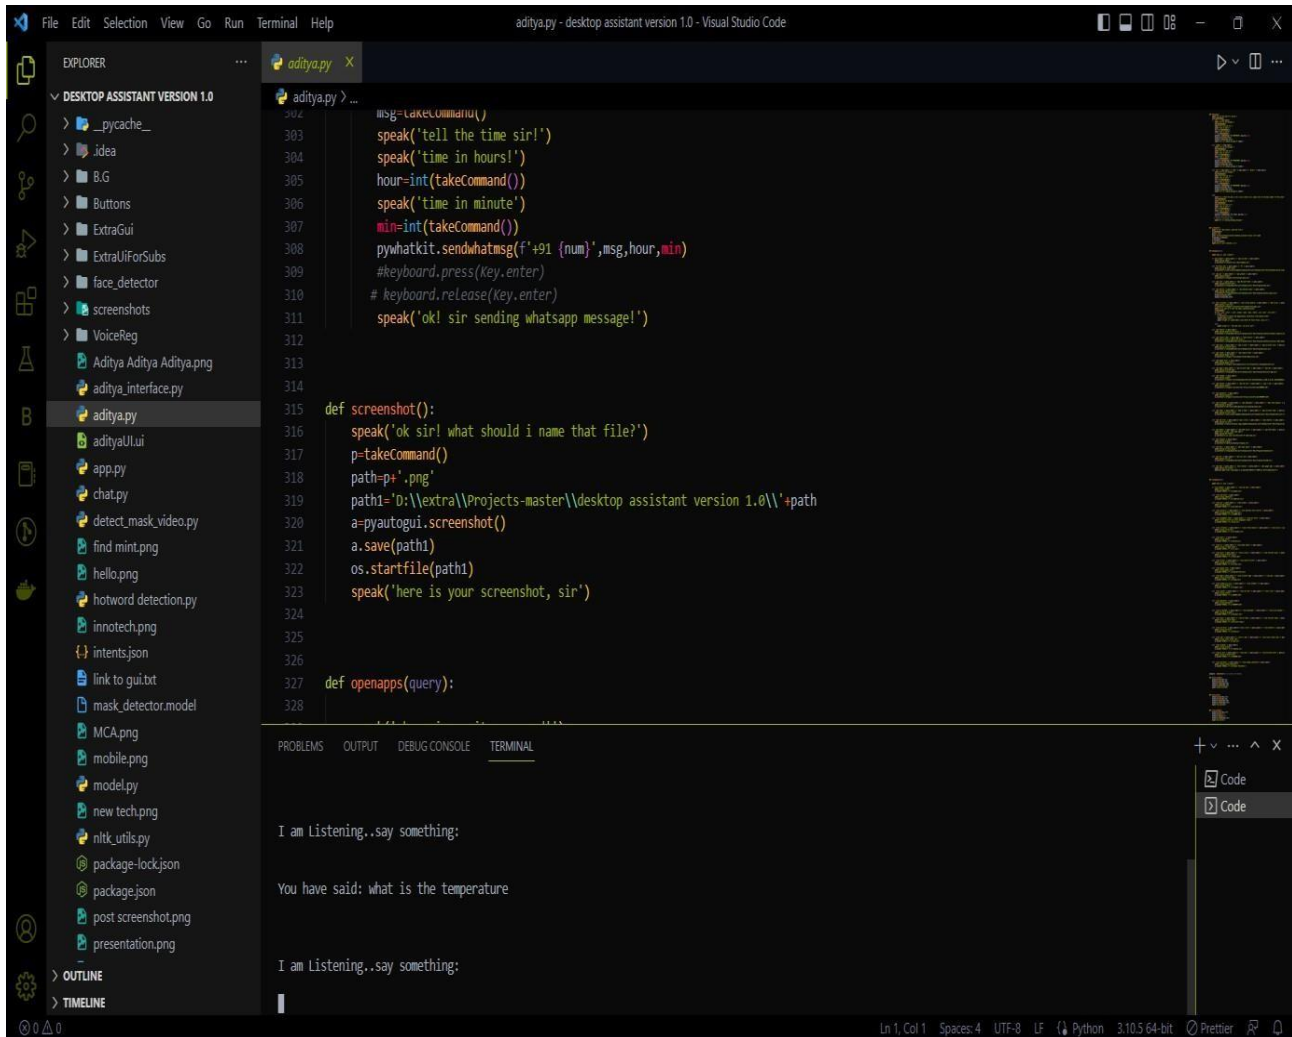 File Edit Selection View Go Run Terminal Help
aditya.py - desktop assistant version 1.0 - Visual Studio Code
EXPLORER
DESKTOP ASSISTANT VERSION 1.0
__pycache__
.idea
B.G
Buttons
ExtraGui
ExtraUiForSubs
face_detector
screenshots
VoiceReg
Aditya Aditya Aditya.png
aditya_interface.py
aditya.py
adityaUI.ui
app.py
chat.py
detect_mask_video.py
find mint.png
hello.png
hotword detection.py
innotech.png
intents.json
link to gui.txt
mask_detector.model
MCA.png
mobile.png
model.py
new tech.png
nltk_utils.py
package-lock.json
package.json
post screenshot.png
presentation.png
OUTLINE
TIMELINE
aditya.py X
aditya.py > ...
302 msg=takeCommand()
303 speak('tell the time sir!')
304 speak('time in hours!')
305 hour=int(takeCommand())
306 speak('time in minute')
307 min=int(takeCommand())
308 pywhatkit.sendwhatmsg(f'+91 {num}',msg,hour,min)
309 #keyboard.press(Key.enter)
310 # keyboard.release(Key.enter)
311 speak('ok! sir sending whatsapp message!')
312
313
314
315 def screenshot():
316 speak('ok sir! what should i name that file?')
317 p=takeCommand()
318 path=p+'.png'
319 path1='D:\\extra\\Projects-master\\desktop assistant version 1.0\\'+path
320 a=pyautogui.screenshot()
321 a.save(path1)
322 os.startfile(path1)
323 speak('here is your screenshot, sir')
324
325
326
327 def openapps(query):
328
PROBLEMS OUTPUT DEBUG CONSOLE TERMINAL
I am Listening..say something:
You have said: what is the temperature
I am Listening..say something:
Code
Code
0 0
Ln 1, Col 1 Spaces: 4 UTF-8 LF Python 3.10.5 64-bit Prettier